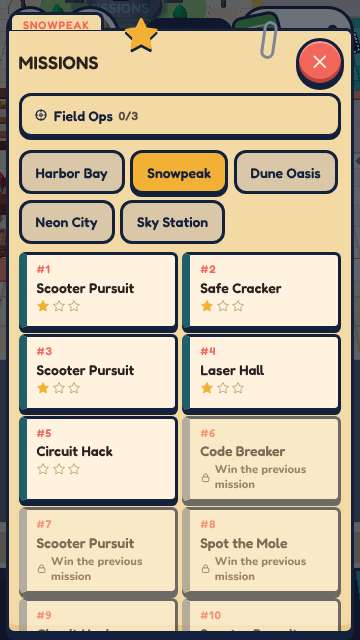 MISSIONS
SNOWPEAK
MISSIONS
Field Ops 0/3
Harbor Bay
Snowpeak
Dune Oasis
Neon City
Sky Station
#1
Scooter Pursuit
#2
Safe Cracker
#3
Scooter Pursuit
#4
Laser Hall
#5
Circuit Hack
#6
Code Breaker
Win the previous
mission
#7
Scooter Pursuit
Win the previous
mission
#8
Spot the Mole
Win the previous
mission
#9
#10